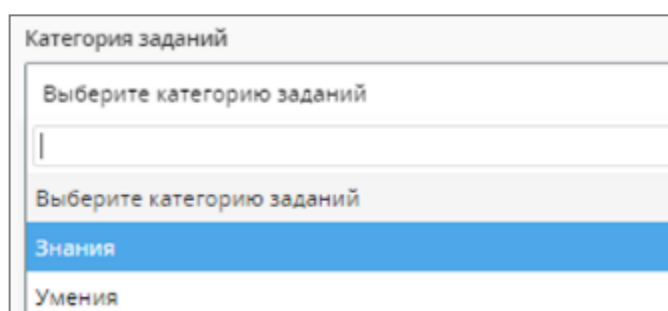 Категория заданий
Выберите категорию заданий
Выберите категорию заданий
Знания
Умения